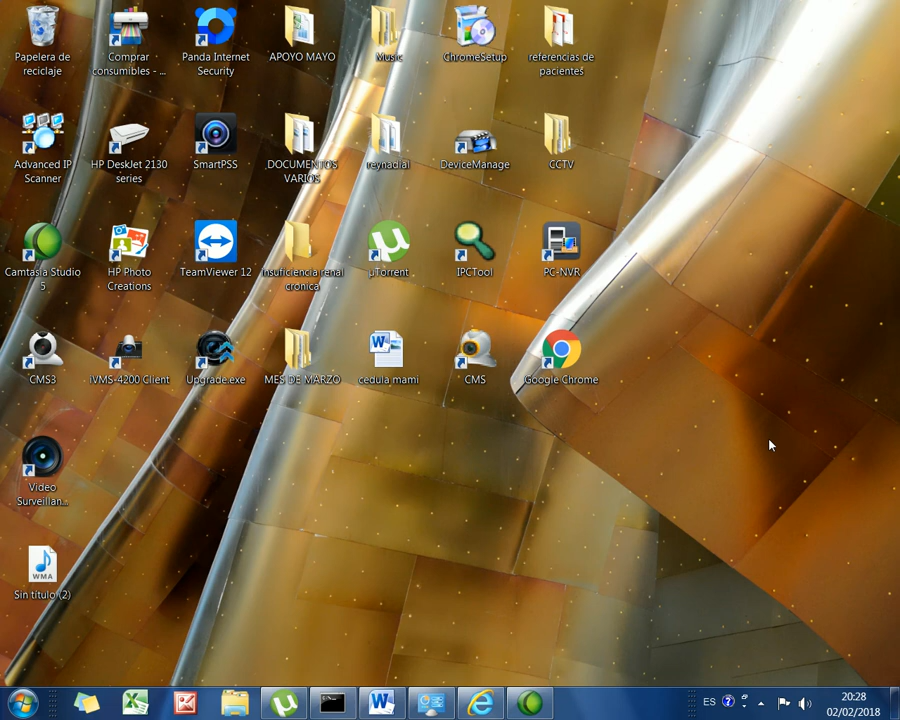 Papelera de
reciclaje
Comprar
consumibles - ...
Panda Internet
Security
APOYO MAYO
Music
ChromeSetup
referencias de
pacientes
Advanced IP
Scanner
HP DeskJet 2130
series
SmartPSS
DOCUMENTOS
VARIOS
reynadial
DeviceManage
CCTV
Camtasia Studio
5
HP Photo
Creations
TeamViewer 12
insuficiencia renal
cronica
µTorrent
IPCTool
PC-NVR
CMS3
iVMS-4200 Client
Upgrade.exe
MES DE MARZO
cedula mami
CMS
Google Chrome
Video
Surveillan...
WMA
Sin título (2)
ES
20:28
02/02/2018